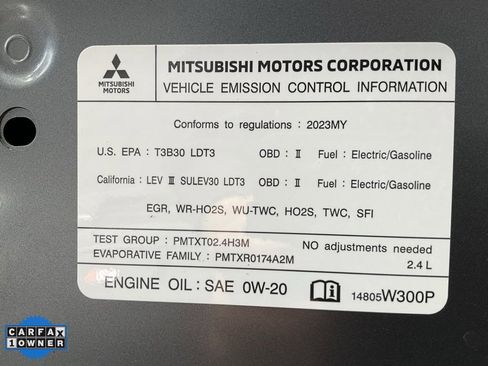 MITSUBISHI
MOTORS
MITSUBISHI MOTORS CORPORATION
VEHICLE EMISSION CONTROL INFORMATION
Conforms to regulations : 2023MY
U.S. EPA : T3B30 LDT3 OBD : Ⅱ Fuel : Electric/Gasoline
California : LEV Ⅲ SULEV30 LDT3 OBD : Ⅱ Fuel : Electric/Gasoline
EGR, WR-HO2S, WU-TWC, HO2S, TWC, SFI
TEST GROUP : PMTXT02.4H3M NO adjustments needed
EVAPORATIVE FAMILY : PMTXR0174A2M 2.4 L
ENGINE OIL : SAE 0W-20 14805W300P
CARFAX
1 OWNER